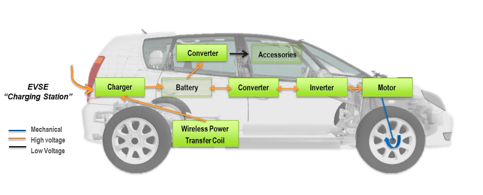 Converter
Accessories
EVSE
"Charging Station"
Charger
Battery
Converter
Inverter
Motor
Wireless Power
Transfer Coil
Mechanical
High voltage
Low Voltage